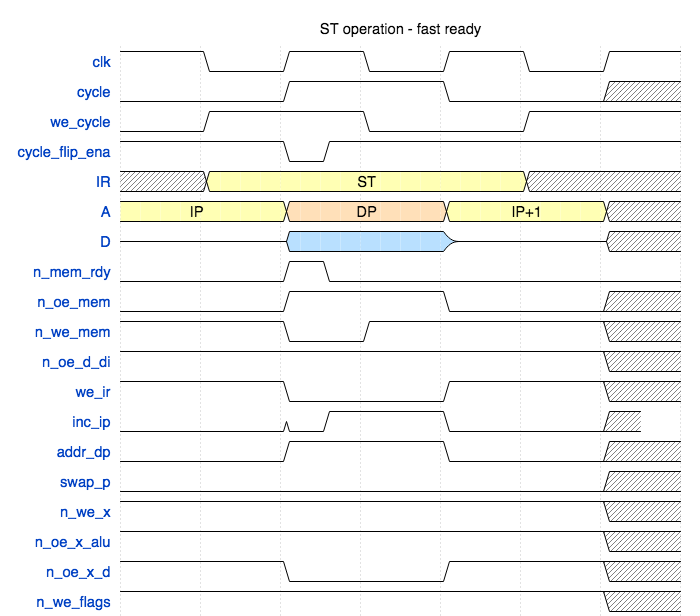 ST operation - fast ready
clk
cycle
we_cycle
cycle_flip_ena
IR ST
A IP DP IP+1
D
n_mem_rdy
n_oe_mem
n_we_mem
n_oe_d_di
we_ir
inc_ip
addr_dp
swap_p
n_we_x
n_oe_x_alu
n_oe_x_d
n_we_flags